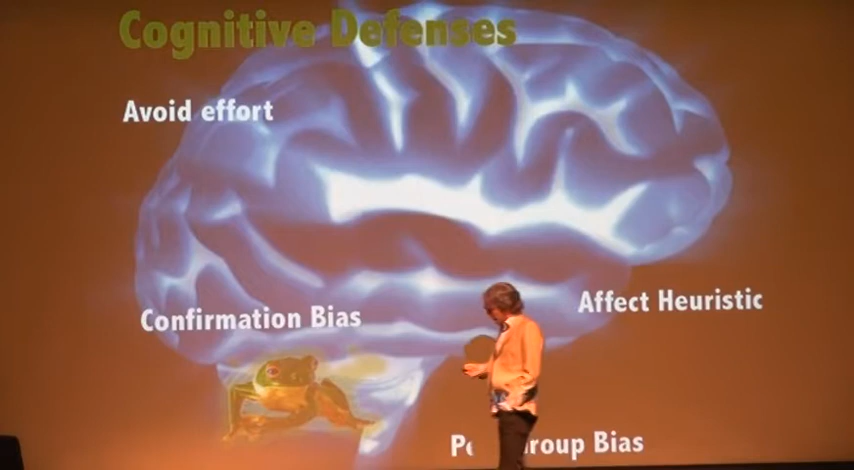 Cognitive Defenses
Avoid effort
Affect Heuristic
Confirmation Bias
Bias